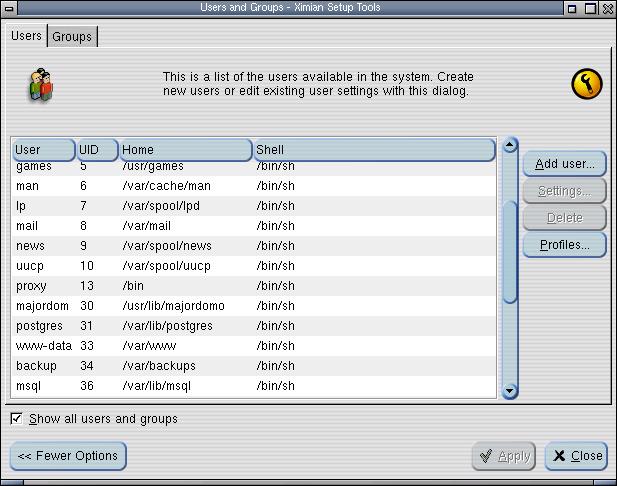 Users and Groups - Ximian Setup Tools
Users Groups
This is a list of the users available in the system. Create
new users or edit existing user settings with this dialog.
User UID Home Shell
games 5 /usr/games /bin/sh
man 6 /var/cache/man /bin/sh
lp 7 /var/spool/lpd /bin/sh
mail 8 /var/mail /bin/sh
news 9 /var/spool/news /bin/sh
uucp 10 /var/spool/uucp /bin/sh
proxy 13 /bin /bin/sh
majordom 30 /usr/lib/majordomo /bin/sh
postgres 31 /var/lib/postgres /bin/sh
www-data 33 /var/www /bin/sh
backup 34 /var/backups /bin/sh
msql 36 /var/lib/msql /bin/sh
Add user...
Settings...
Delete
Profiles...
Show all users and groups
<< Fewer Options
Apply
Close